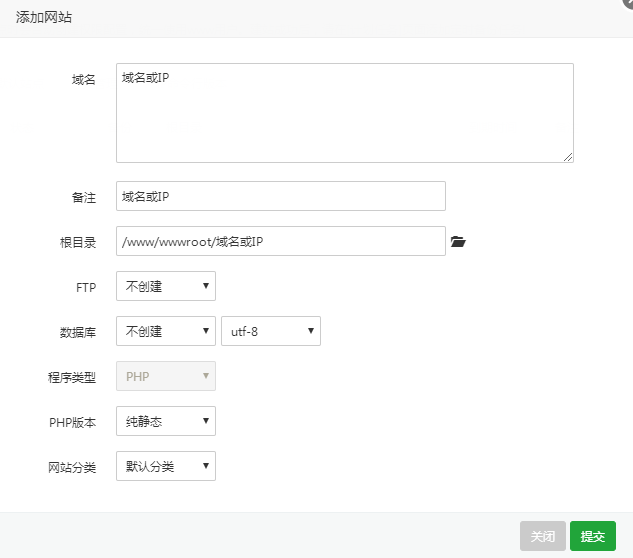 添加网站
域名 域名或IP
备注 域名或IP
根目录 /www/wwwroot/域名或IP
FTP 不创建
数据库 不创建 utf-8
程序类型 PHP
PHP版本 纯静态
网站分类 默认分类
关闭 提交